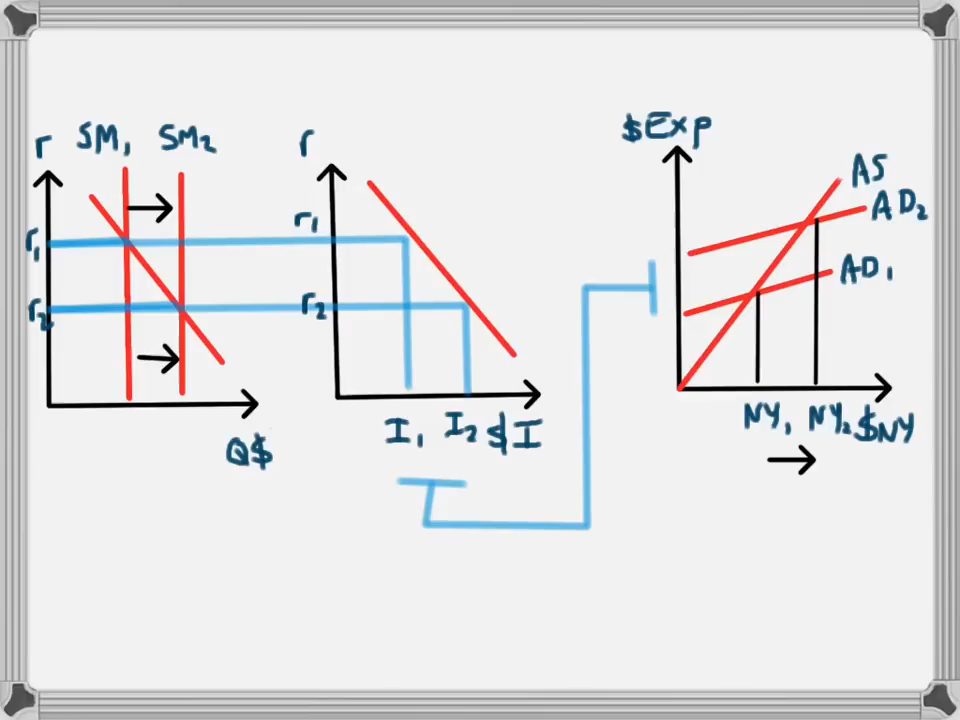 r
SM₁
SM₂
r₁
r₂
Q$
r
r₁
r₂
I₁
I₂
$I
$Exp
AS
AD₂
AD₁
NY₁
NY₂
$NY